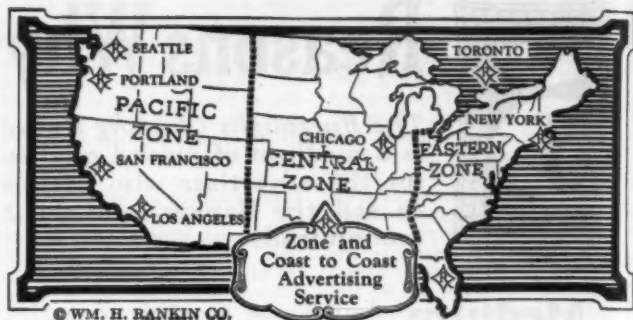 SEATTLE
TORONTO
PORTLAND
PACIFIC
ZONE
NEW YORK
CHICAGO
EASTERN
ZONE
CENTRAL
ZONE
SAN FRANCISCO
LOS ANGELES
Zone and
Coast to Coast
Advertising
Service
© WM. H. RANKIN CO.